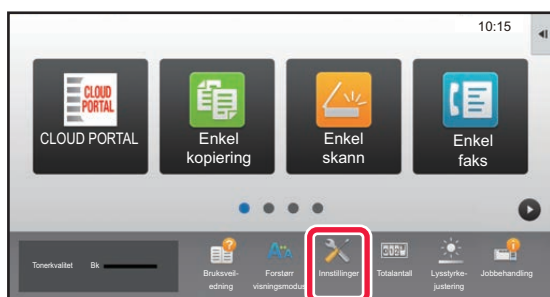 10:15
CLOUD
PORTAL
CLOUD PORTAL
Enkel
kopiering
Enkel
skann
Enkel
faks
Tonerkvalitet Bk
Bruksveil-
edning
Forstørr
visningsmodus
Innstillinger
Totalantall
Lysstyrke-
justering
Jobbehandling